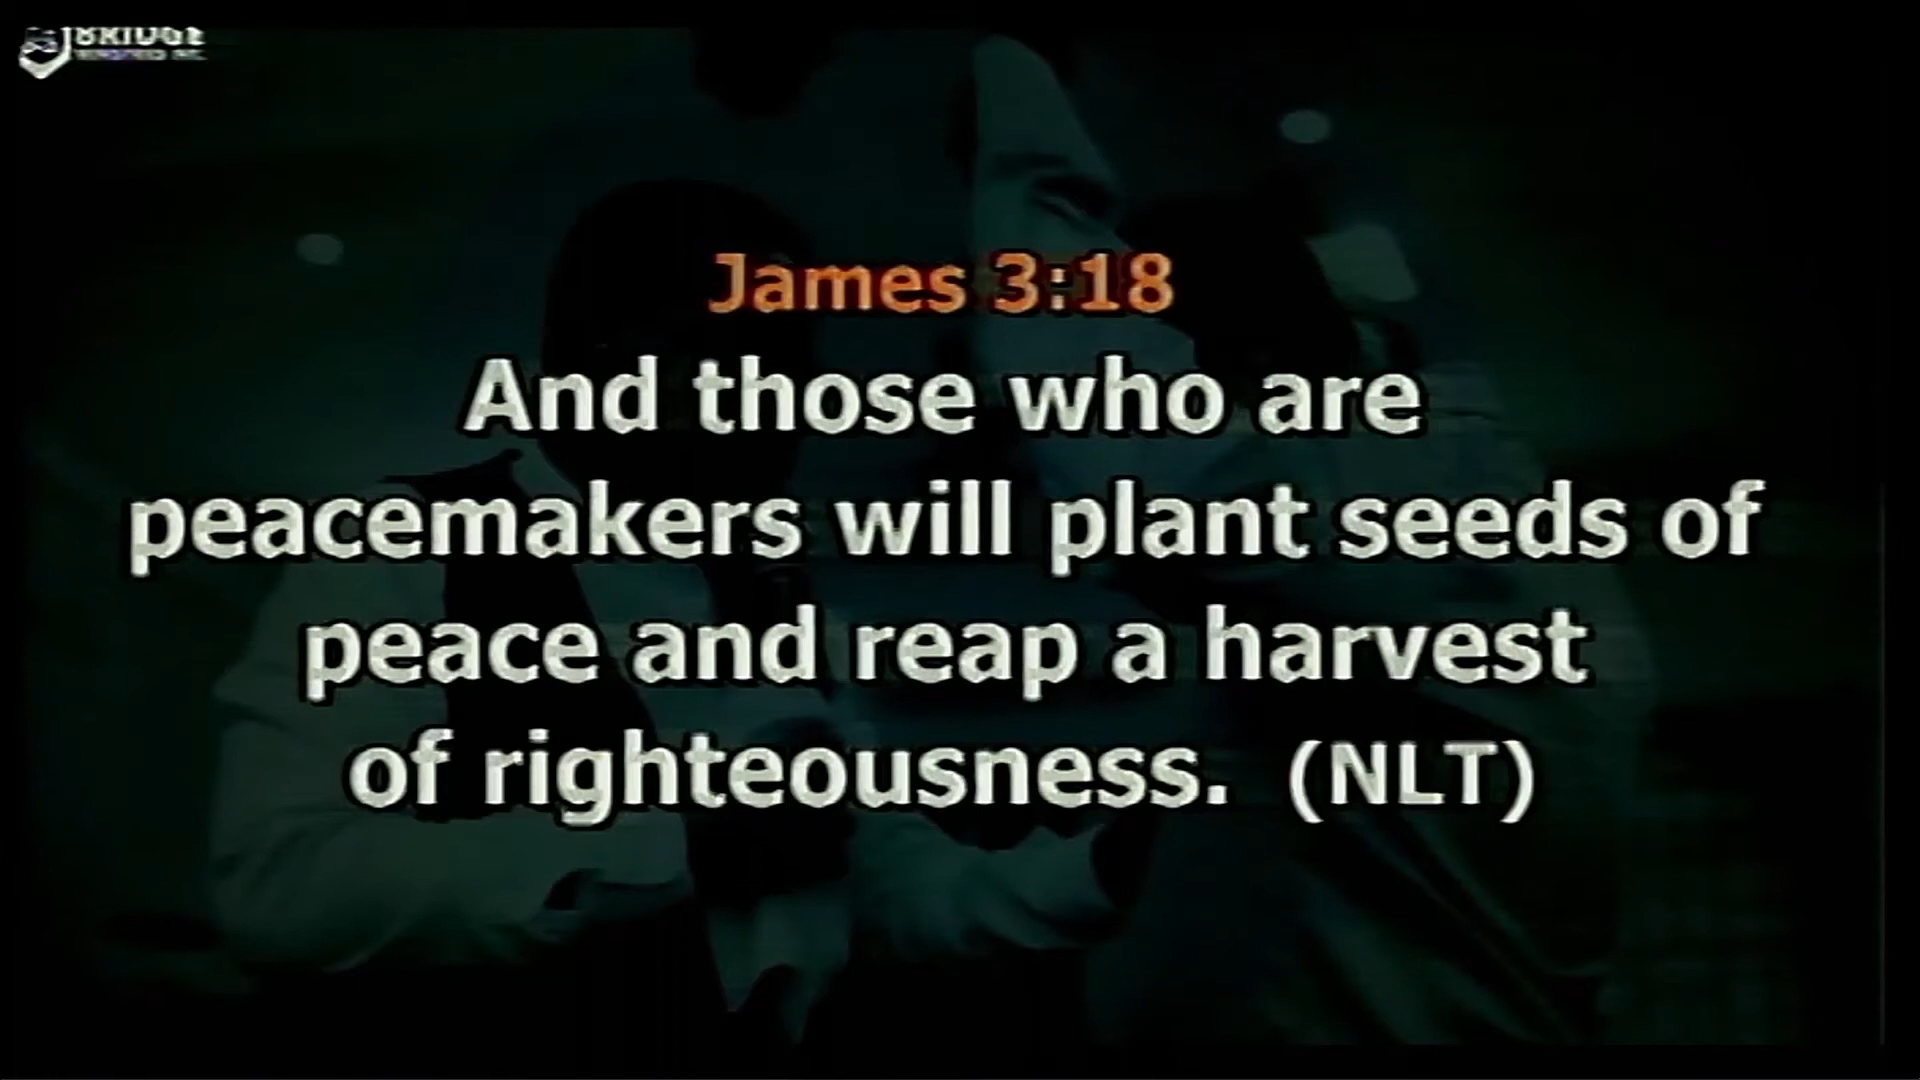 BRIDGE
James 3:18
And those who are
peacemakers will plant seeds of
peace and reap a harvest
of righteousness. (NLT)